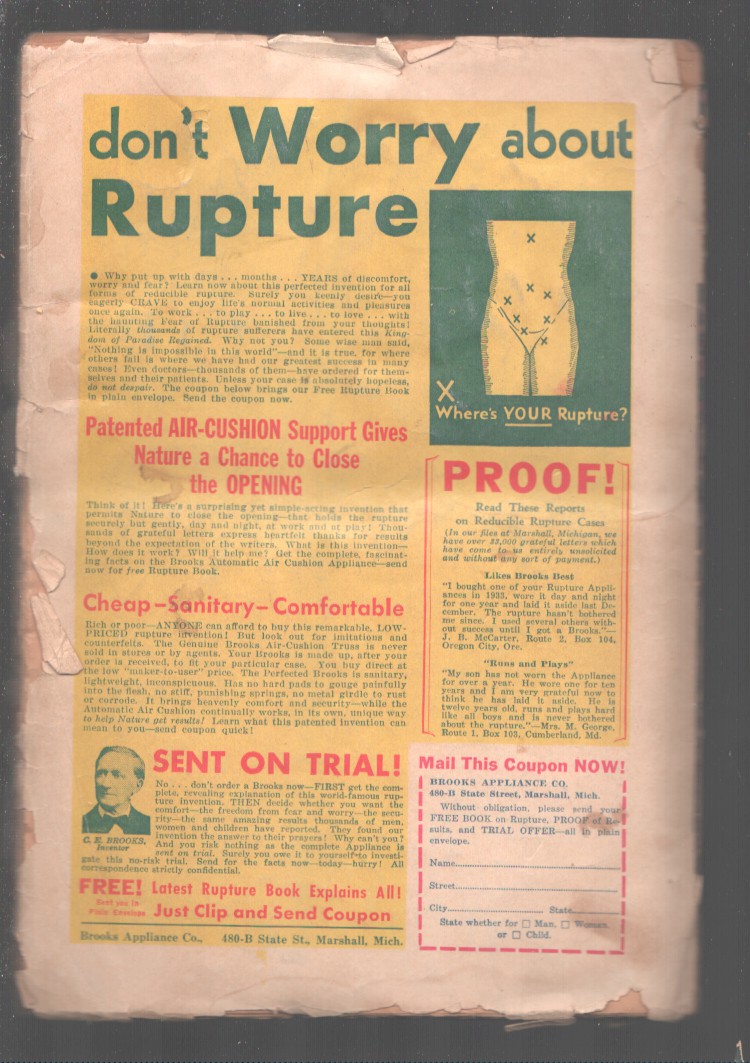 don't Worry about
Rupture
● Why put up with days . . . months . . . YEARS of discomfort,
worry and fear? Learn now about this perfected invention for all
forms of reducible rupture. Surely you keenly desire—you
eagerly CRAVE to enjoy life's normal activities and pleasures
once again. To work . . . to play . . . to live . . . to love . . . with
the haunting Fear of Rupture banished from your thoughts!
Literally thousands of rupture sufferers have entered this King-
dom of Paradise Regained. Why not you? Some wise man said,
"Nothing is impossible in this world"—and it is true, for where
others fail is where we have had our greatest success in many
cases! Even doctors—thousands of them—have ordered for them-
selves and their patients. Unless your case is absolutely hopeless,
do not despair. The coupon below brings our Free Rupture Book
in plain envelope. Send the coupon now.
Patented AIR-CUSHION Support Gives
Nature a Chance to Close
the OPENING
Think of it! Here's a surprising yet simple-acting invention that
permits Nature to close the opening—that holds the rupture
securely but gently, day and night, at work and at play! Thou-
sands of grateful letters express heartfelt thanks for results
beyond the expectation of the writers. What is this invention—
How does it work? Will it help me? Get the complete, fascinat-
ing facts on the Brooks Automatic Air Cushion Appliance—send
now for free Rupture Book.
Cheap—Sanitary—Comfortable
Rich or poor—ANYONE can afford to buy this remarkable, LOW-
PRICED rupture invention! But look out for imitations and
counterfeits. The Genuine Brooks Air-Cushion Truss is never
sold in stores or by agents. Your Brooks is made up, after your
order is received, to fit your particular case. You buy direct at
the low "maker-to-user" price. The Perfected Brooks is sanitary,
lightweight, inconspicuous. Has no hard pads to gouge painfully
into the flesh, no stiff, punishing springs, no metal girdle to rust
or corrode. It brings heavenly comfort and security—while the
Automatic Air Cushion continually works, in its own, unique way
to help Nature get results! Learn what this patented invention can
mean to you—send coupon quick!
X
Where's YOUR Rupture?
PROOF!
Read These Reports
on Reducible Rupture Cases
(In our files at Marshall, Michigan, we
have over 33,000 grateful letters which
have come to us entirely unsolicited
and without any sort of payment.)
Likes Brooks Best
"I bought one of your Rupture Appli-
ances in 1933, wore it day and night
for one year and laid it aside last De-
cember. The rupture hasn't bothered
me since. I used several others with-
out success until I got a Brooks."—
J. B. McCarter, Route 2, Box 104,
Oregon City, Ore.
"Runs and Plays"
"My son has not worn the Appliance
for over a year. He wore one for ten
years and I am very grateful now to
think he has laid it aside. He is
twelve years old, runs and plays hard
like all boys and is never bothered
about the rupture."—Mrs. M. George,
Route 1, Box 103, Cumberland, Md.
C. E. BROOKS,
Inventor
SENT ON TRIAL!
No . . . don't order a Brooks now—FIRST get the com-
plete, revealing explanation of this world-famous rup-
ture invention. THEN decide whether you want the
comfort—the freedom from fear and worry—the secu-
rity—the same amazing results thousands of men,
women and children have reported. They found our
invention the answer to their prayers! Why can't you?
And you risk nothing as the complete Appliance is
sent on trial. Surely you owe it to yourself to investi-
gate this no-risk trial. Send for the facts now—today—hurry! All
correspondence strictly confidential.
FREE! Latest Rupture Book Explains All!
Sent you in
Plain Envelope
Just Clip and Send Coupon
Brooks Appliance Co., 480-B State St., Marshall, Mich.
Mail This Coupon NOW!
BROOKS APPLIANCE CO.
480-B State Street, Marshall, Mich.
Without obligation, please send your
FREE BOOK on Rupture, PROOF of Re-
sults, and TRIAL OFFER—all in plain
envelope.
Name
Street
City State
State whether for □ Man, □ Woman,
or □ Child.